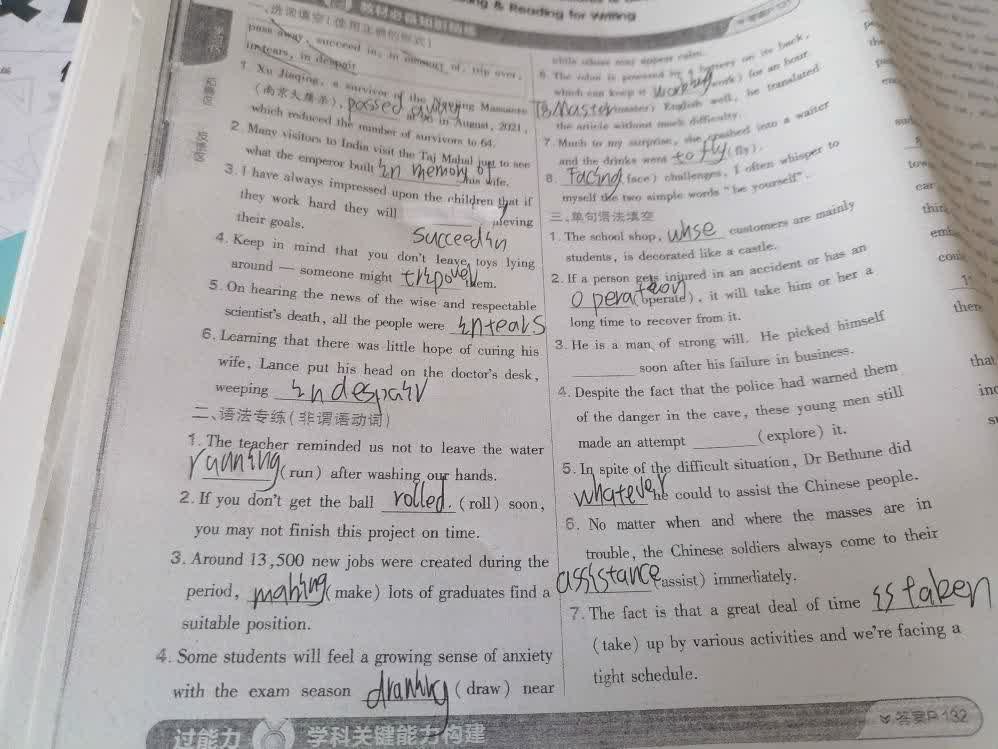 & Reading for Writing
教材必备知识训练
一、选词填空(使用正确的形式)
pass away, succeed in, in memory of, trip over,
in tears, in despair
1. Xu Jiaqing, a survivor of the Massacre
(南京大屠杀), passed away at 96 in August, 2021,
which reduced the number of survivors to 64.
2. Many visitors to India visit the Taj Mahal just to see
what the emperor built in memory of his wife.
3. I have always impressed upon the children that if
they work hard they will
succeed in
their goals.
4. Keep in mind that you don't leave toys lying
around — someone might trip over them.
5. On hearing the news of the wise and respectable
scientist's death, all the people were in tears
6. Learning that there was little hope of curing his
wife, Lance put his head on the doctor's desk,
weeping in despair
二、语法专练(非谓语动词)
1. The teacher reminded us not to leave the water
running (run) after washing our hands.
2. If you don't get the ball rolled. (roll) soon,
you may not finish this project on time.
3. Around 13,500 new jobs were created during the
period, making (make) lots of graduates find a
suitable position.
4. Some students will feel a growing sense of anxiety
with the exam season (draw) near
while others may appear calm.
5. The robot is powered by a battery on its back,
which can keep it working (work) for an hour.
6. To Master (master) English well, he translated
the article without much difficulty.
7. Much to my surprise, she crashed into a waiter
and the drinks went to fly (fly).
8. Facing (face) challenges, I often whisper to
myself the two simple words "be yourself".
三、单句语法填空
1. The school shop, whse customers are mainly
students, is decorated like a castle.
2. If a person gets injured in an accident or has an
operation (operate), it will take him or her a
long time to recover from it.
3. He is a man of strong will. He picked himself
________ soon after his failure in business.
4. Despite the fact that the police had warned them
of the danger in the cave, these young men still
made an attempt ________ (explore) it.
5. In spite of the difficult situation, Dr Bethune did
whatever he could to assist the Chinese people.
6. No matter when and where the masses are in
trouble, the Chinese soldiers always come to their
assistance (assist) immediately.
7. The fact is that a great deal of time is taken
(take) up by various activities and we're facing a
tight schedule.
答案P 132
过能力 学科关键能力构建